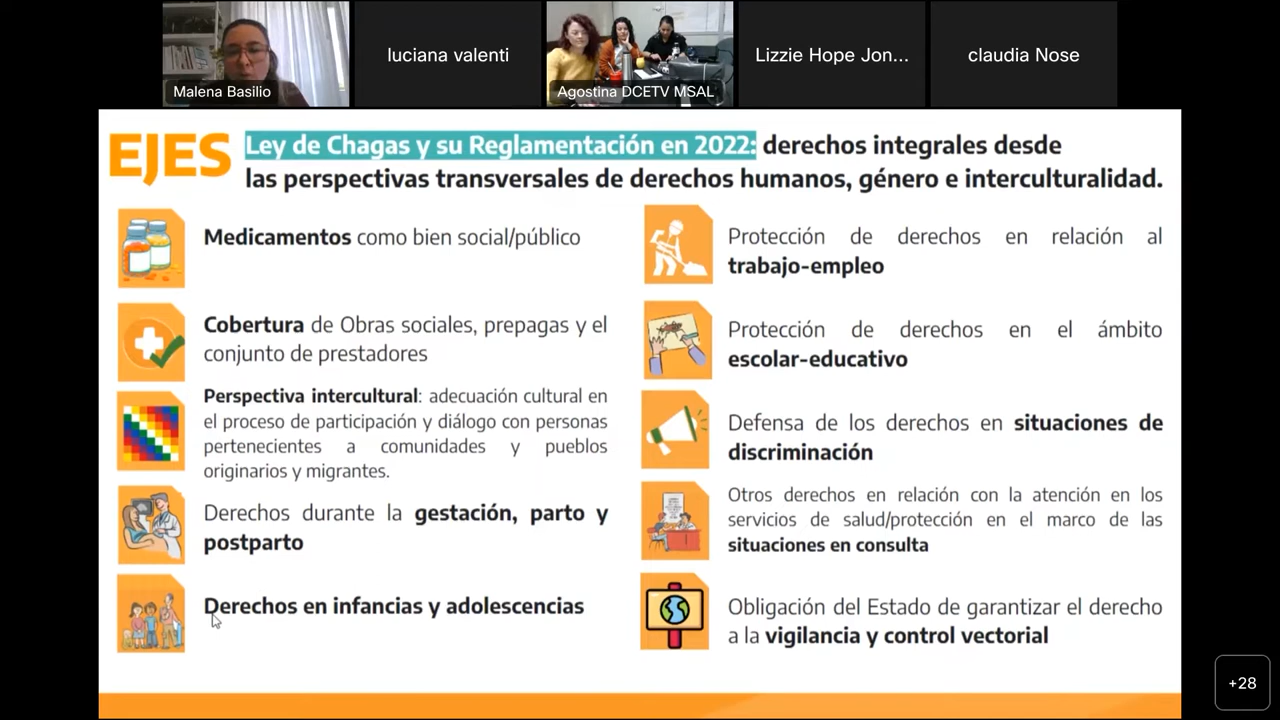 luciana valenti
Lizzie Hope Jon...
claudia Nose
Malena Basilio
Agostina DCETV MSAL
EJES
Ley de Chagas y su Reglamentación en 2022: derechos integrales desde
las perspectivas transversales de derechos humanos, género e interculturalidad.
Medicamentos como bien social/público
Cobertura de Obras sociales, prepagas y el
conjunto de prestadores
Perspectiva intercultural: adecuación cultural en
el proceso de participación y diálogo con personas
pertenecientes a comunidades y pueblos
originarios y migrantes.
Derechos durante la gestación, parto y
postparto
Derechos en infancias y adolescencias
Protección de derechos en relación al
trabajo-empleo
Protección de derechos en el ámbito
escolar-educativo
Defensa de los derechos en situaciones de
discriminación
Otros derechos en relación con la atención en los
servicios de salud/protección en el marco de las
situaciones en consulta
Obligación del Estado de garantizar el derecho
a la vigilancia y control vectorial
+28